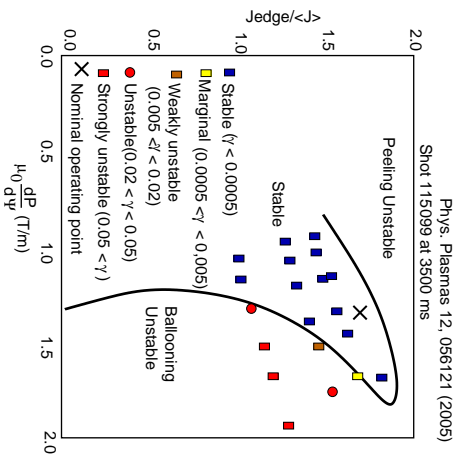 Phys. Plasmas 12, 056121 (2005)
Shot 115099 at 3500 ms
Jedge/<J>
0.0
0.5
1.0
1.5
2.0
0.0
0.5
1.0
1.5
2.0
μ0 dP/dΨ (T/m)
Peeling Unstable
Stable
Ballooning
Unstable
Stable (γ < 0.0005)
Marginal (0.0005 <γ < 0,005)
Weakly unstable
(0.005 <γ < 0.02)
Unstable(0.02 < γ < 0.05)
Strongly unstable (0.05 < γ )
Nominal operating point